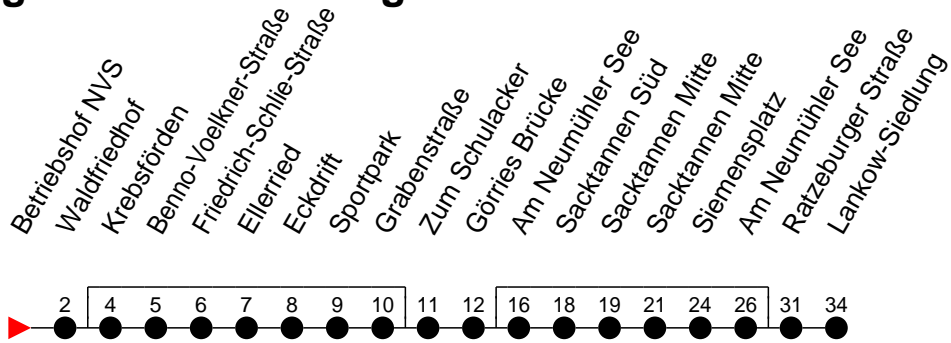 Betriebshof NVS
Waldfriedhof
Krebsförden
Benno-Voelkner-Straße
Friedrich-Schlie-Straße
Ellerried
Eckdrift
Sportpark
Grabenstraße
Zum Schulacker
Görries Brücke
Am Neumühler See
Sacktannen Süd
Sacktannen Mitte
Sacktannen Mitte
Siemensplatz
Am Neumühler See
Ratzeburger Straße
Lankow-Siedlung
2 4 5 6 7 8 9 10 11 12 16 18 19 21 24 26 31 34